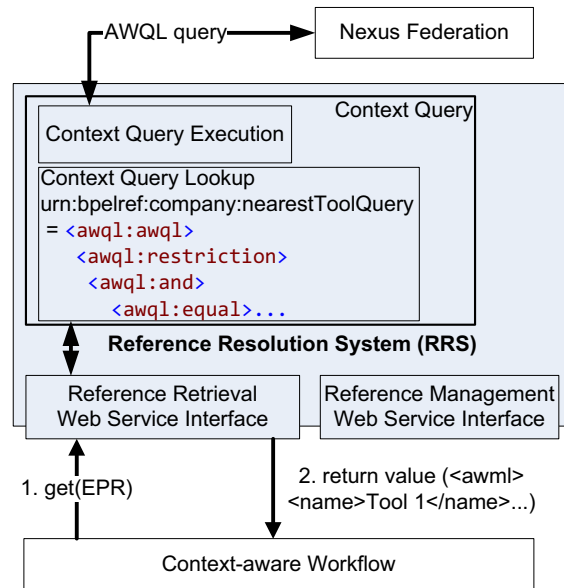 AWQL query
Nexus Federation
Context Query
Context Query Execution
Context Query Lookup
urn:bpelref:company:nearestToolQuery
= <awql:awql>
<awql:restriction>
<awql:and>
<awql:equal>...
Reference Resolution System (RRS)
Reference Retrieval
Web Service Interface
Reference Management
Web Service Interface
1. get(EPR)
2. return value (<awml>
<name>Tool 1</name>...)
Context-aware Workflow